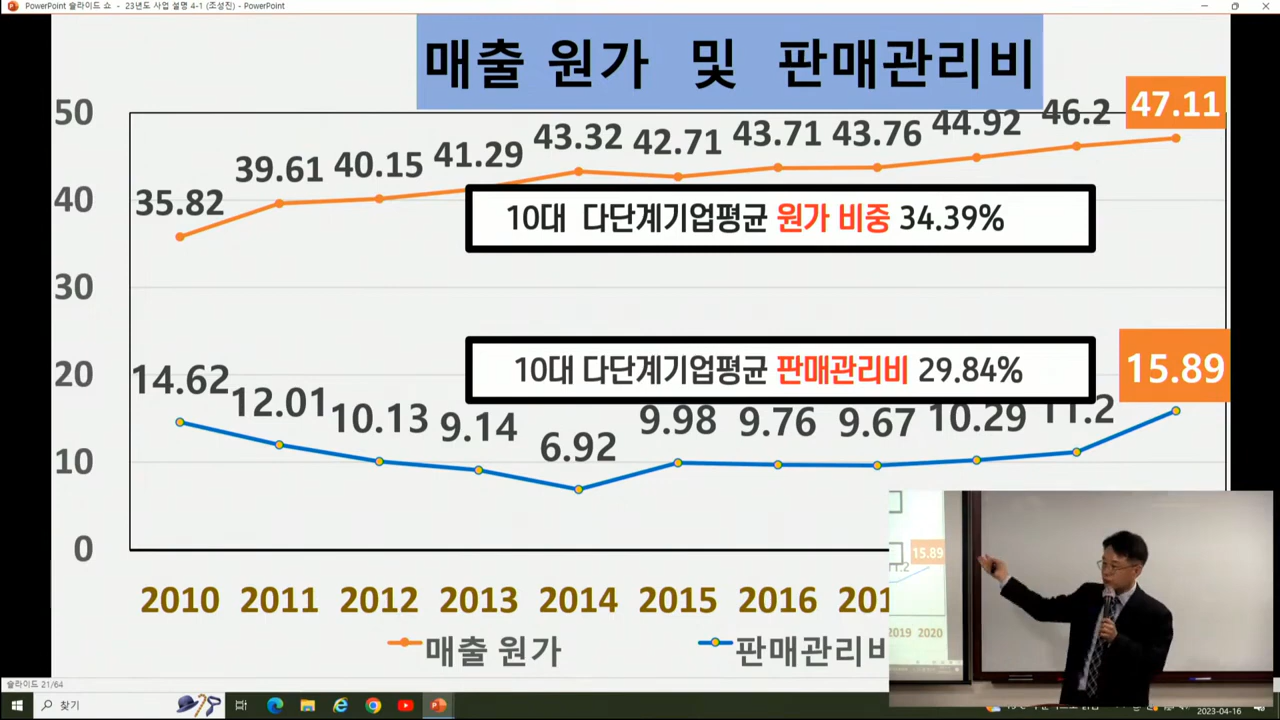 PowerPoint 슬라이드 쇼 - 23년도 사업 설명 4-1 (조성진) - PowerPoint
매출 원가 및 판매관리비
50
40
30
20
10
0
35.82 39.61 40.15 41.29 43.32 42.71 43.71 43.76 44.92 46.2 47.11
10대 다단계기업평균 원가 비중 34.39%
10대 다단계기업평균 판매관리비 29.84%
14.62 12.01 10.13 9.14 6.92 9.98 9.76 9.67 10.29 11.2 15.89
2010 2011 2012 2013 2014 2015 2016 201
매출 원가 판매관리비
15.89
11.2
2019 2020
슬라이드 21/64
찾기
2023-04-16